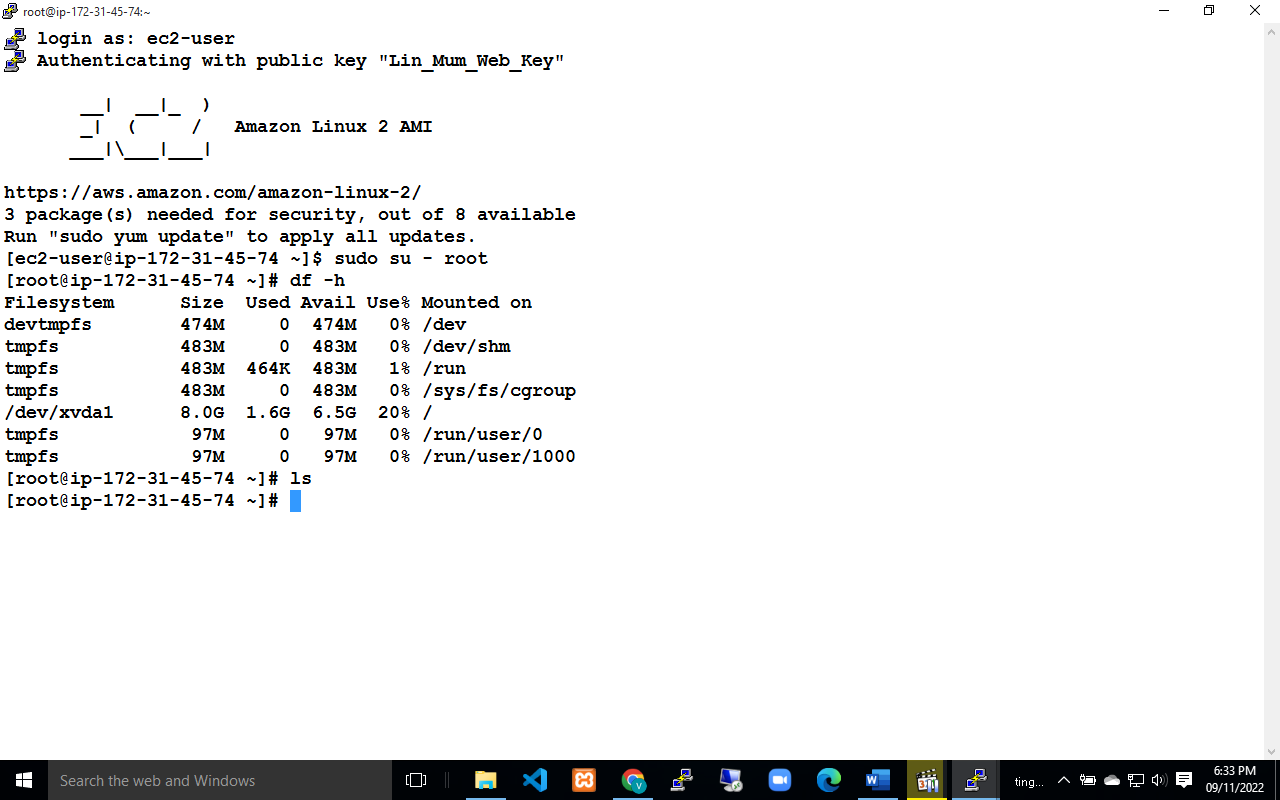 root@ip-172-31-45-74:~
login as: ec2-user
Authenticating with public key "Lin_Mum_Web_Key"
       __|  __|_  )
       _|  (     /   Amazon Linux 2 AMI
      ___|\___|___|
https://aws.amazon.com/amazon-linux-2/
3 package(s) needed for security, out of 8 available
Run "sudo yum update" to apply all updates.
[ec2-user@ip-172-31-45-74 ~]$ sudo su - root
[root@ip-172-31-45-74 ~]# df -h
Filesystem      Size  Used Avail Use% Mounted on
devtmpfs        474M     0  474M   0% /dev
tmpfs           483M     0  483M   0% /dev/shm
tmpfs           483M  464K  483M   1% /run
tmpfs           483M     0  483M   0% /sys/fs/cgroup
/dev/xvda1      8.0G  1.6G  6.5G  20% /
tmpfs            97M     0   97M   0% /run/user/0
tmpfs            97M     0   97M   0% /run/user/1000
[root@ip-172-31-45-74 ~]# ls
[root@ip-172-31-45-74 ~]#
Search the web and Windows
ting...
6:33 PM
09/11/2022